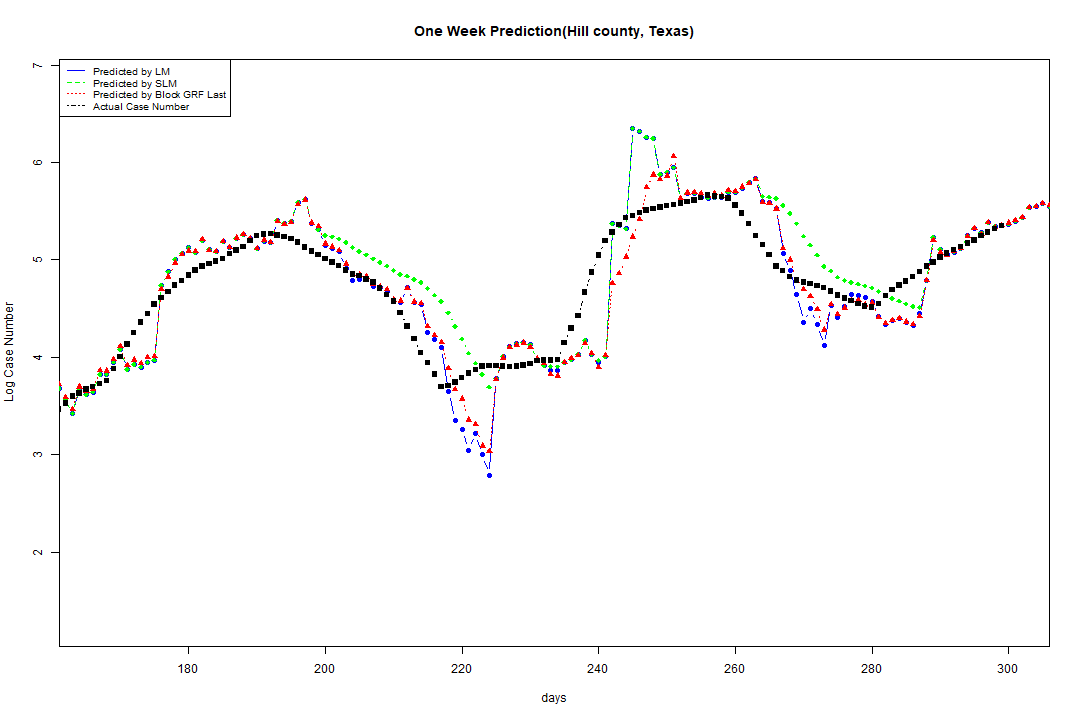 One Week Prediction(Hill county, Texas)
Predicted by LM
Predicted by SLM
Predicted by Block GRF Last
Actual Case Number
7
6
5
4
3
2
Log Case Number
180 200 220 240 260 280 300
days